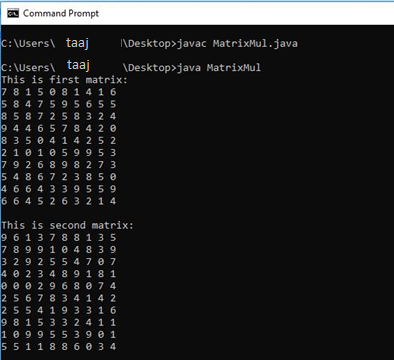 Command Prompt
C:\Users\ taaj \Desktop>javac MatrixMul.java
C:\Users\ taaj \Desktop>java MatrixMul
This is first matrix:
7 8 1 5 0 8 1 4 1 6
5 8 4 7 5 9 5 6 5 5
8 5 8 7 2 5 8 3 2 4
9 4 4 6 5 7 8 4 2 0
8 3 5 0 4 1 4 2 5 2
2 1 0 1 0 5 9 9 5 3
7 9 2 6 8 9 8 2 7 3
5 4 8 6 7 2 3 8 5 0
4 6 6 4 3 3 9 5 5 9
6 6 4 5 2 6 3 2 1 4
This is second matrix:
9 6 1 3 7 8 8 1 3 5
7 8 9 9 1 0 4 8 3 9
3 2 9 2 5 5 4 7 0 7
4 0 2 3 4 8 9 1 8 1
0 0 0 2 9 6 8 0 7 4
2 5 6 7 8 3 4 1 4 2
2 5 5 4 1 9 3 3 1 6
9 8 1 5 3 3 2 4 1 1
1 0 9 9 5 5 3 9 0 1
5 5 1 1 8 8 6 0 3 4